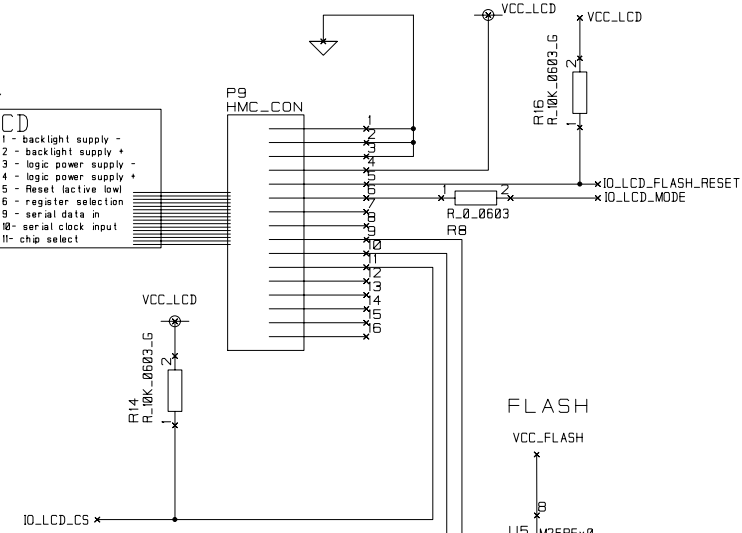 VCC_LCD
VCC_LCD
R16
R_10K_0603_G
2
1
P9
HMC_CON
CD
1 - backlight supply -
2 - backlight supply +
3 - logic power supply -
4 - logic power supply +
5 - Reset (active low)
6 - register selection
9 - serial data in
10- serial clock input
11- chip select
1
2
3
4
5
6
7
8
9
10
11
12
13
14
15
16
IO_LCD_FLASH_RESET
IO_LCD_MODE
1
2
R_0_0603
R8
VCC_LCD
R14
R_10K_0603_G
2
1
IO_LCD_CS
FLASH
VCC_FLASH
8
U5